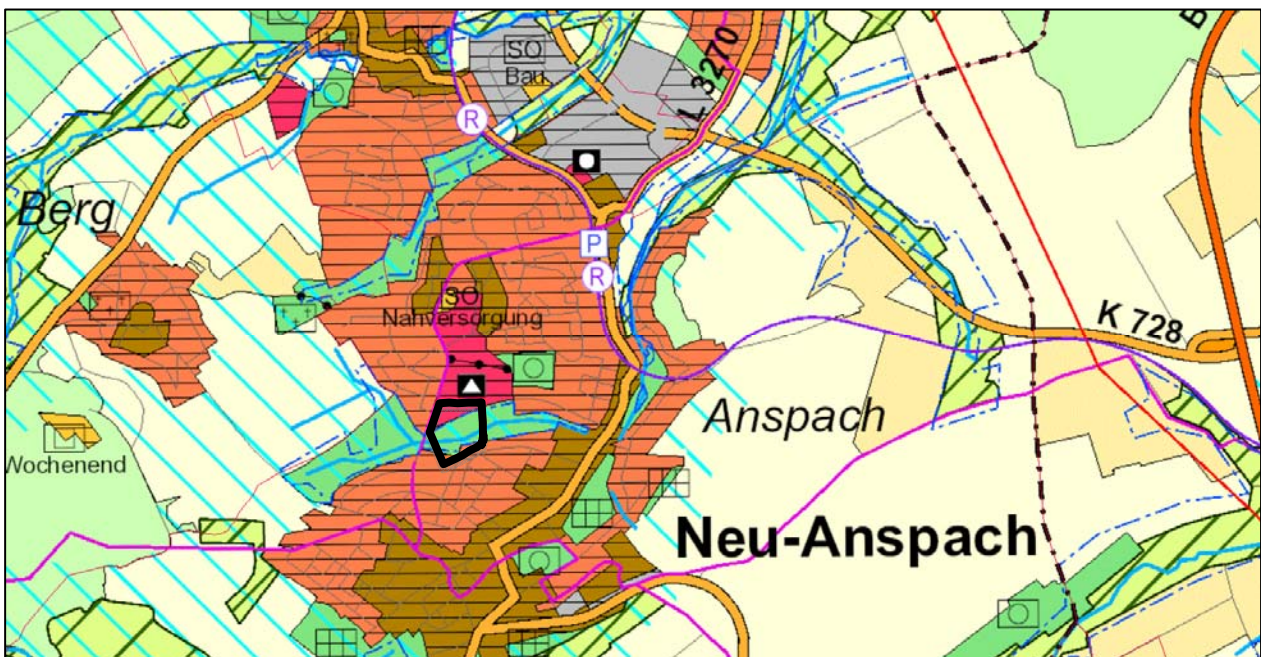 SO
Bau
L 3270
B
R
Berg
P
R
SO
Nahversorgung
K 728
Anspach
Wochenend
Neu-Anspach